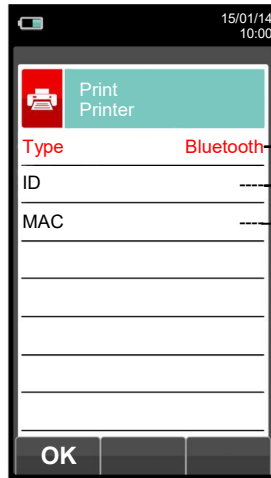 15/01/14
10:00
Print
Printer
Type Bluetooth
ID ----
MAC ----
OK